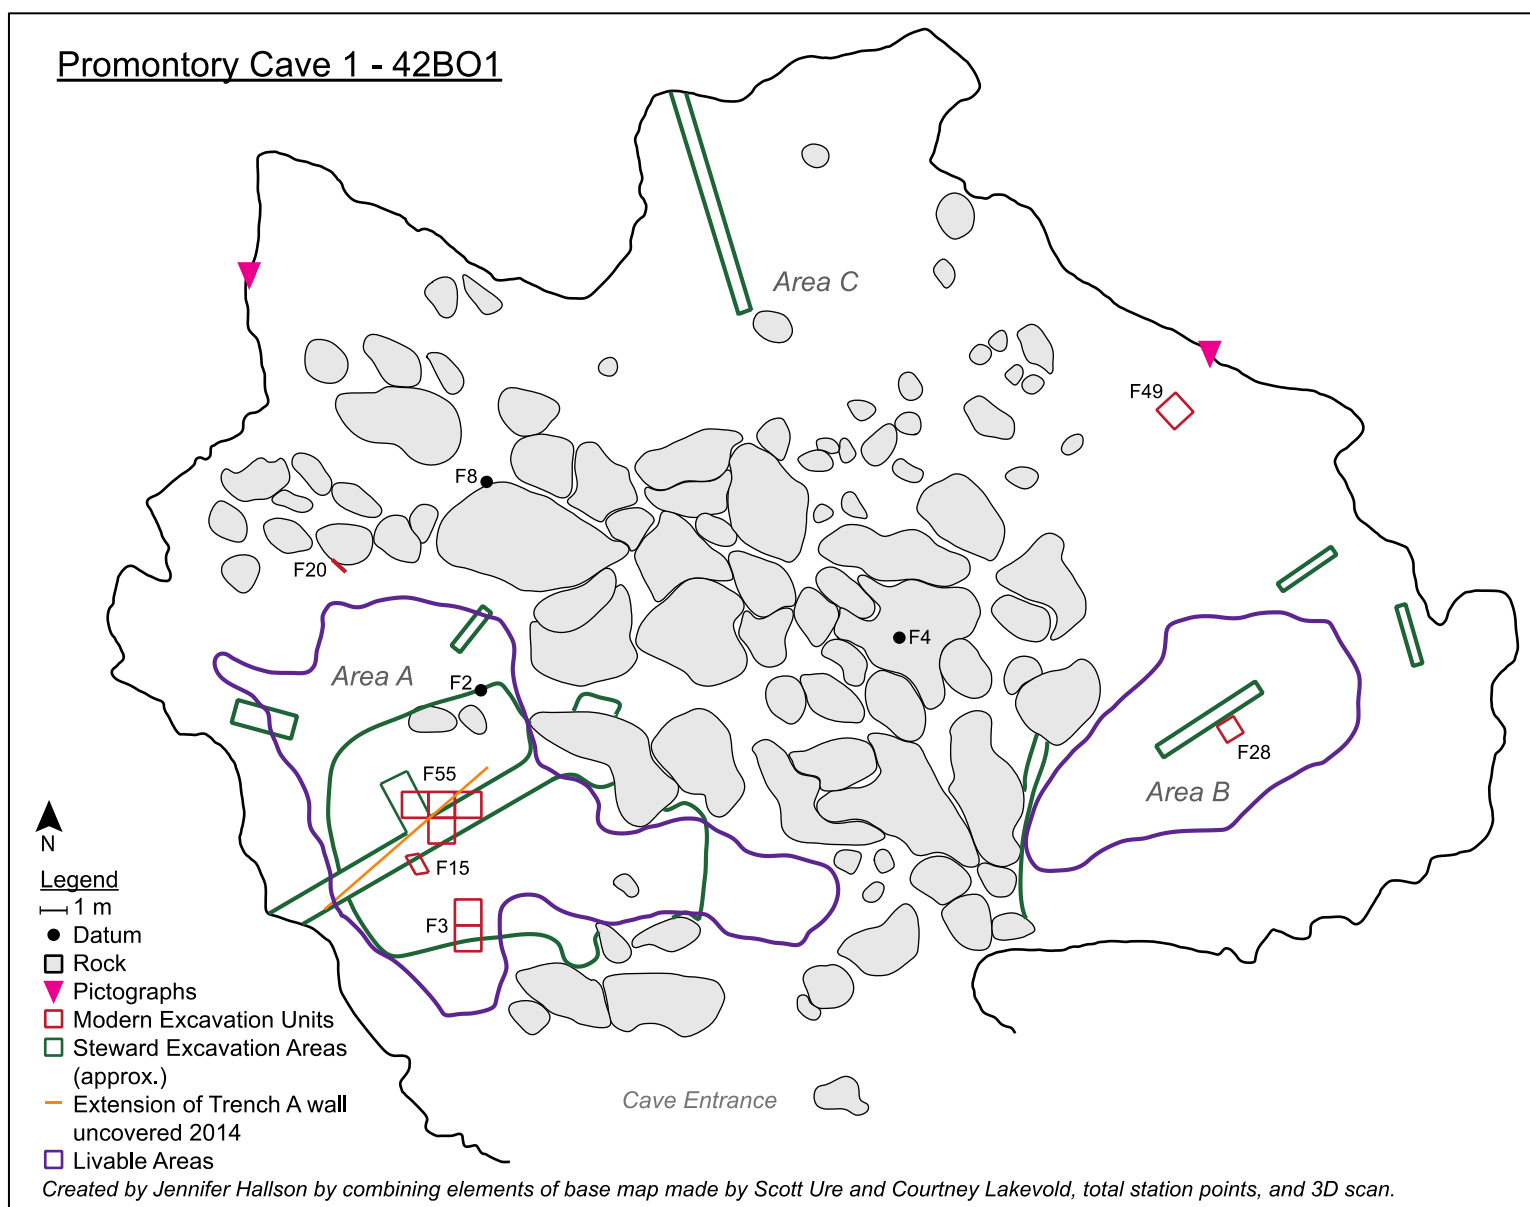 Promontory Cave 1 - 42BO1
Area C
F49
F8
F20
F4
Area A
F2
F28
F55
Area B
F15
F3
N
Legend
1 m
Datum
Rock
Pictographs
Modern Excavation Units
Steward Excavation Areas
(approx.)
Extension of Trench A wall
uncovered 2014
Livable Areas
Cave Entrance
Created by Jennifer Hallson by combining elements of base map made by Scott Ure and Courtney Lakevold, total station points, and 3D scan.